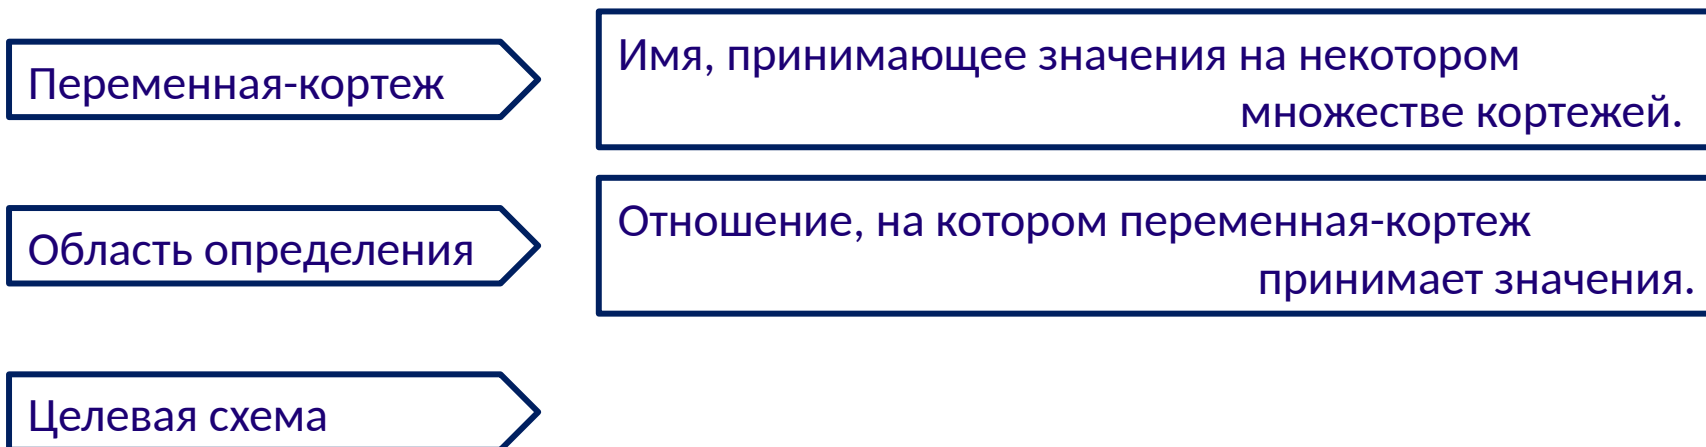 Переменная-кортеж
Имя, принимающее значения на некотором
множестве кортежей.
Область определения
Отношение, на котором переменная-кортеж
принимает значения.
Целевая схема